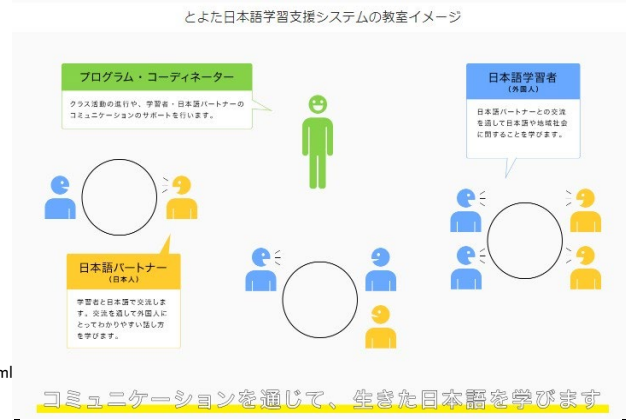 とよた日本語学習支援システムの教室イメージ
プログラム・コーディネーター
クラス活動の進行や、学習者・日本語パートナーの
コミュニケーションのサポートを行います。
日本語学習者
(外国人)
日本語パートナーとの交流
を通して日本語や地域社会
に関することを学びます。
日本語パートナー
(日本人)
学習者と日本語で交流しま
す。交流を通して外国人に
とってわかりやすい話し方
を学びます。
ml
コミュニケーションを通じて、生きた日本語を学びます